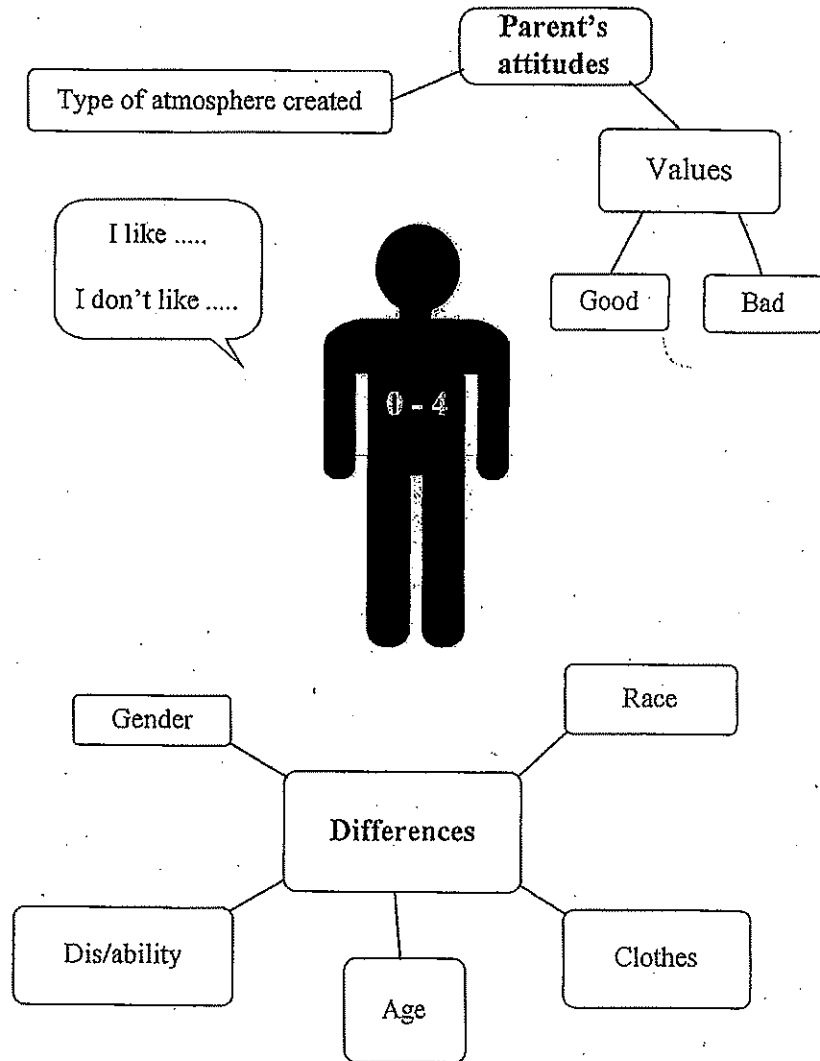 Parent's
attitudes
Type of atmosphere created
Values
I like .....
I don't like .....
Good
Bad
0 - 4
Gender
Race
Differences
Dis/ability
Clothes
Age